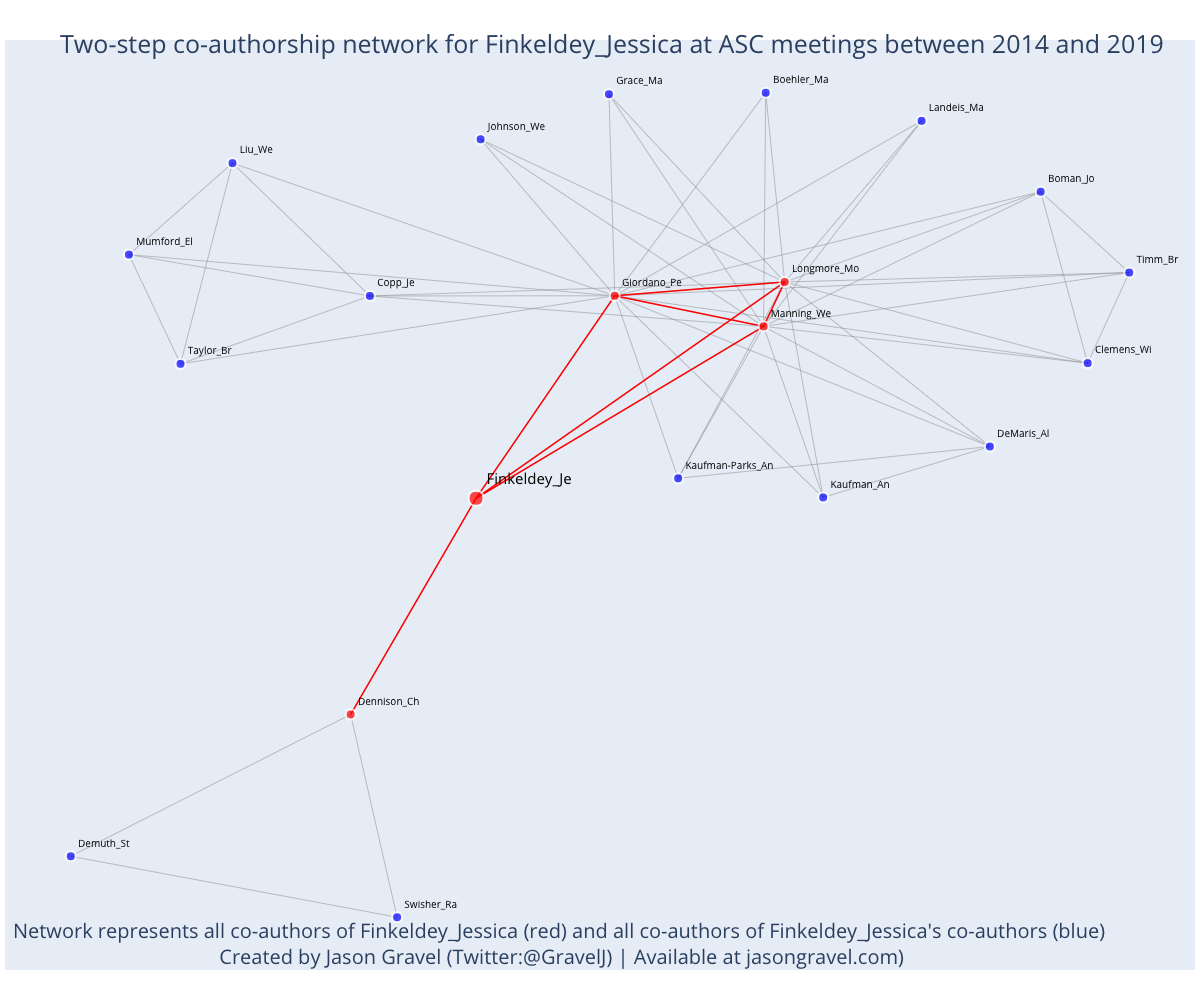 Two-step co-authorship network for Finkeldey_Jessica at ASC meetings between 2014 and 2019
Grace_Ma
Boehler_Ma
Landeis_Ma
Johnson_We
Liu_We
Boman_Jo
Mumford_El
Timm_Br
Longmore_Mo
Copp_Je
Giordano_Pe
Manning_We
Taylor_Br
Clemens_Wi
DeMaris_Al
Kaufman-Parks_An
Finkeldey_Je
Kaufman_An
Dennison_Ch
Demuth_St
Swisher_Ra
Network represents all co-authors of Finkeldey_Jessica (red) and all co-authors of Finkeldey_Jessica's co-authors (blue)
Created by Jason Gravel (Twitter:@GravelJ) | Available at jasongravel.com)